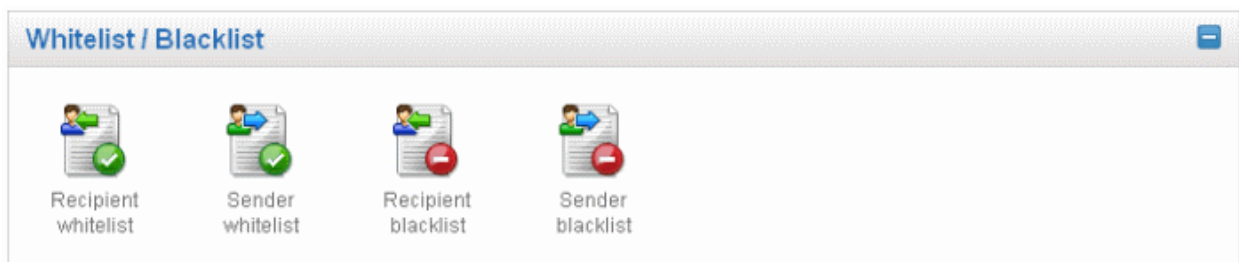 Whitelist / Blacklist
Recipient
whitelist
Sender
whitelist
Recipient
blacklist
Sender
blacklist